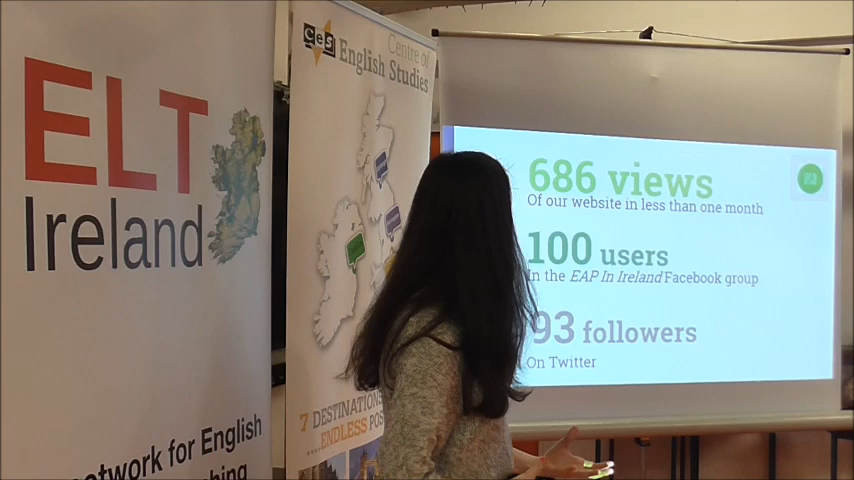 ELT
Ireland
network for English
ces
Centre of
English Studies
7 DESTINATIONS
....ENDLESS POS
686 views
Of our website in less than one month
100 users
In the EAP In Ireland Facebook group
93 followers
On Twitter